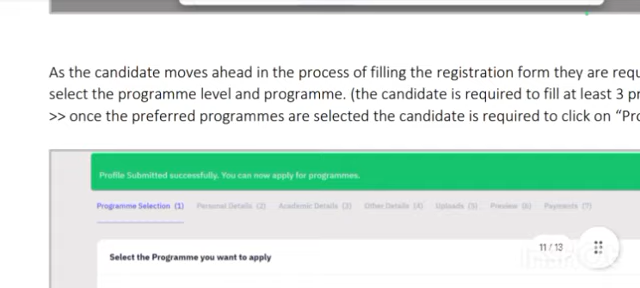 As the candidate moves ahead in the process of filling the registration form they are requ
select the programme level and programme. (the candidate is required to fill at least 3 pr
>> once the preferred programmes are selected the candidate is required to click on “Pro
Profile Submitted successfully. You can now apply for programmes.
Programme Selection (1) Personal Details (2) Academic Details (3) Other Details (4) Uploads (5) Preview (6) Payments (7)
11 / 13
Select the Programme you want to apply